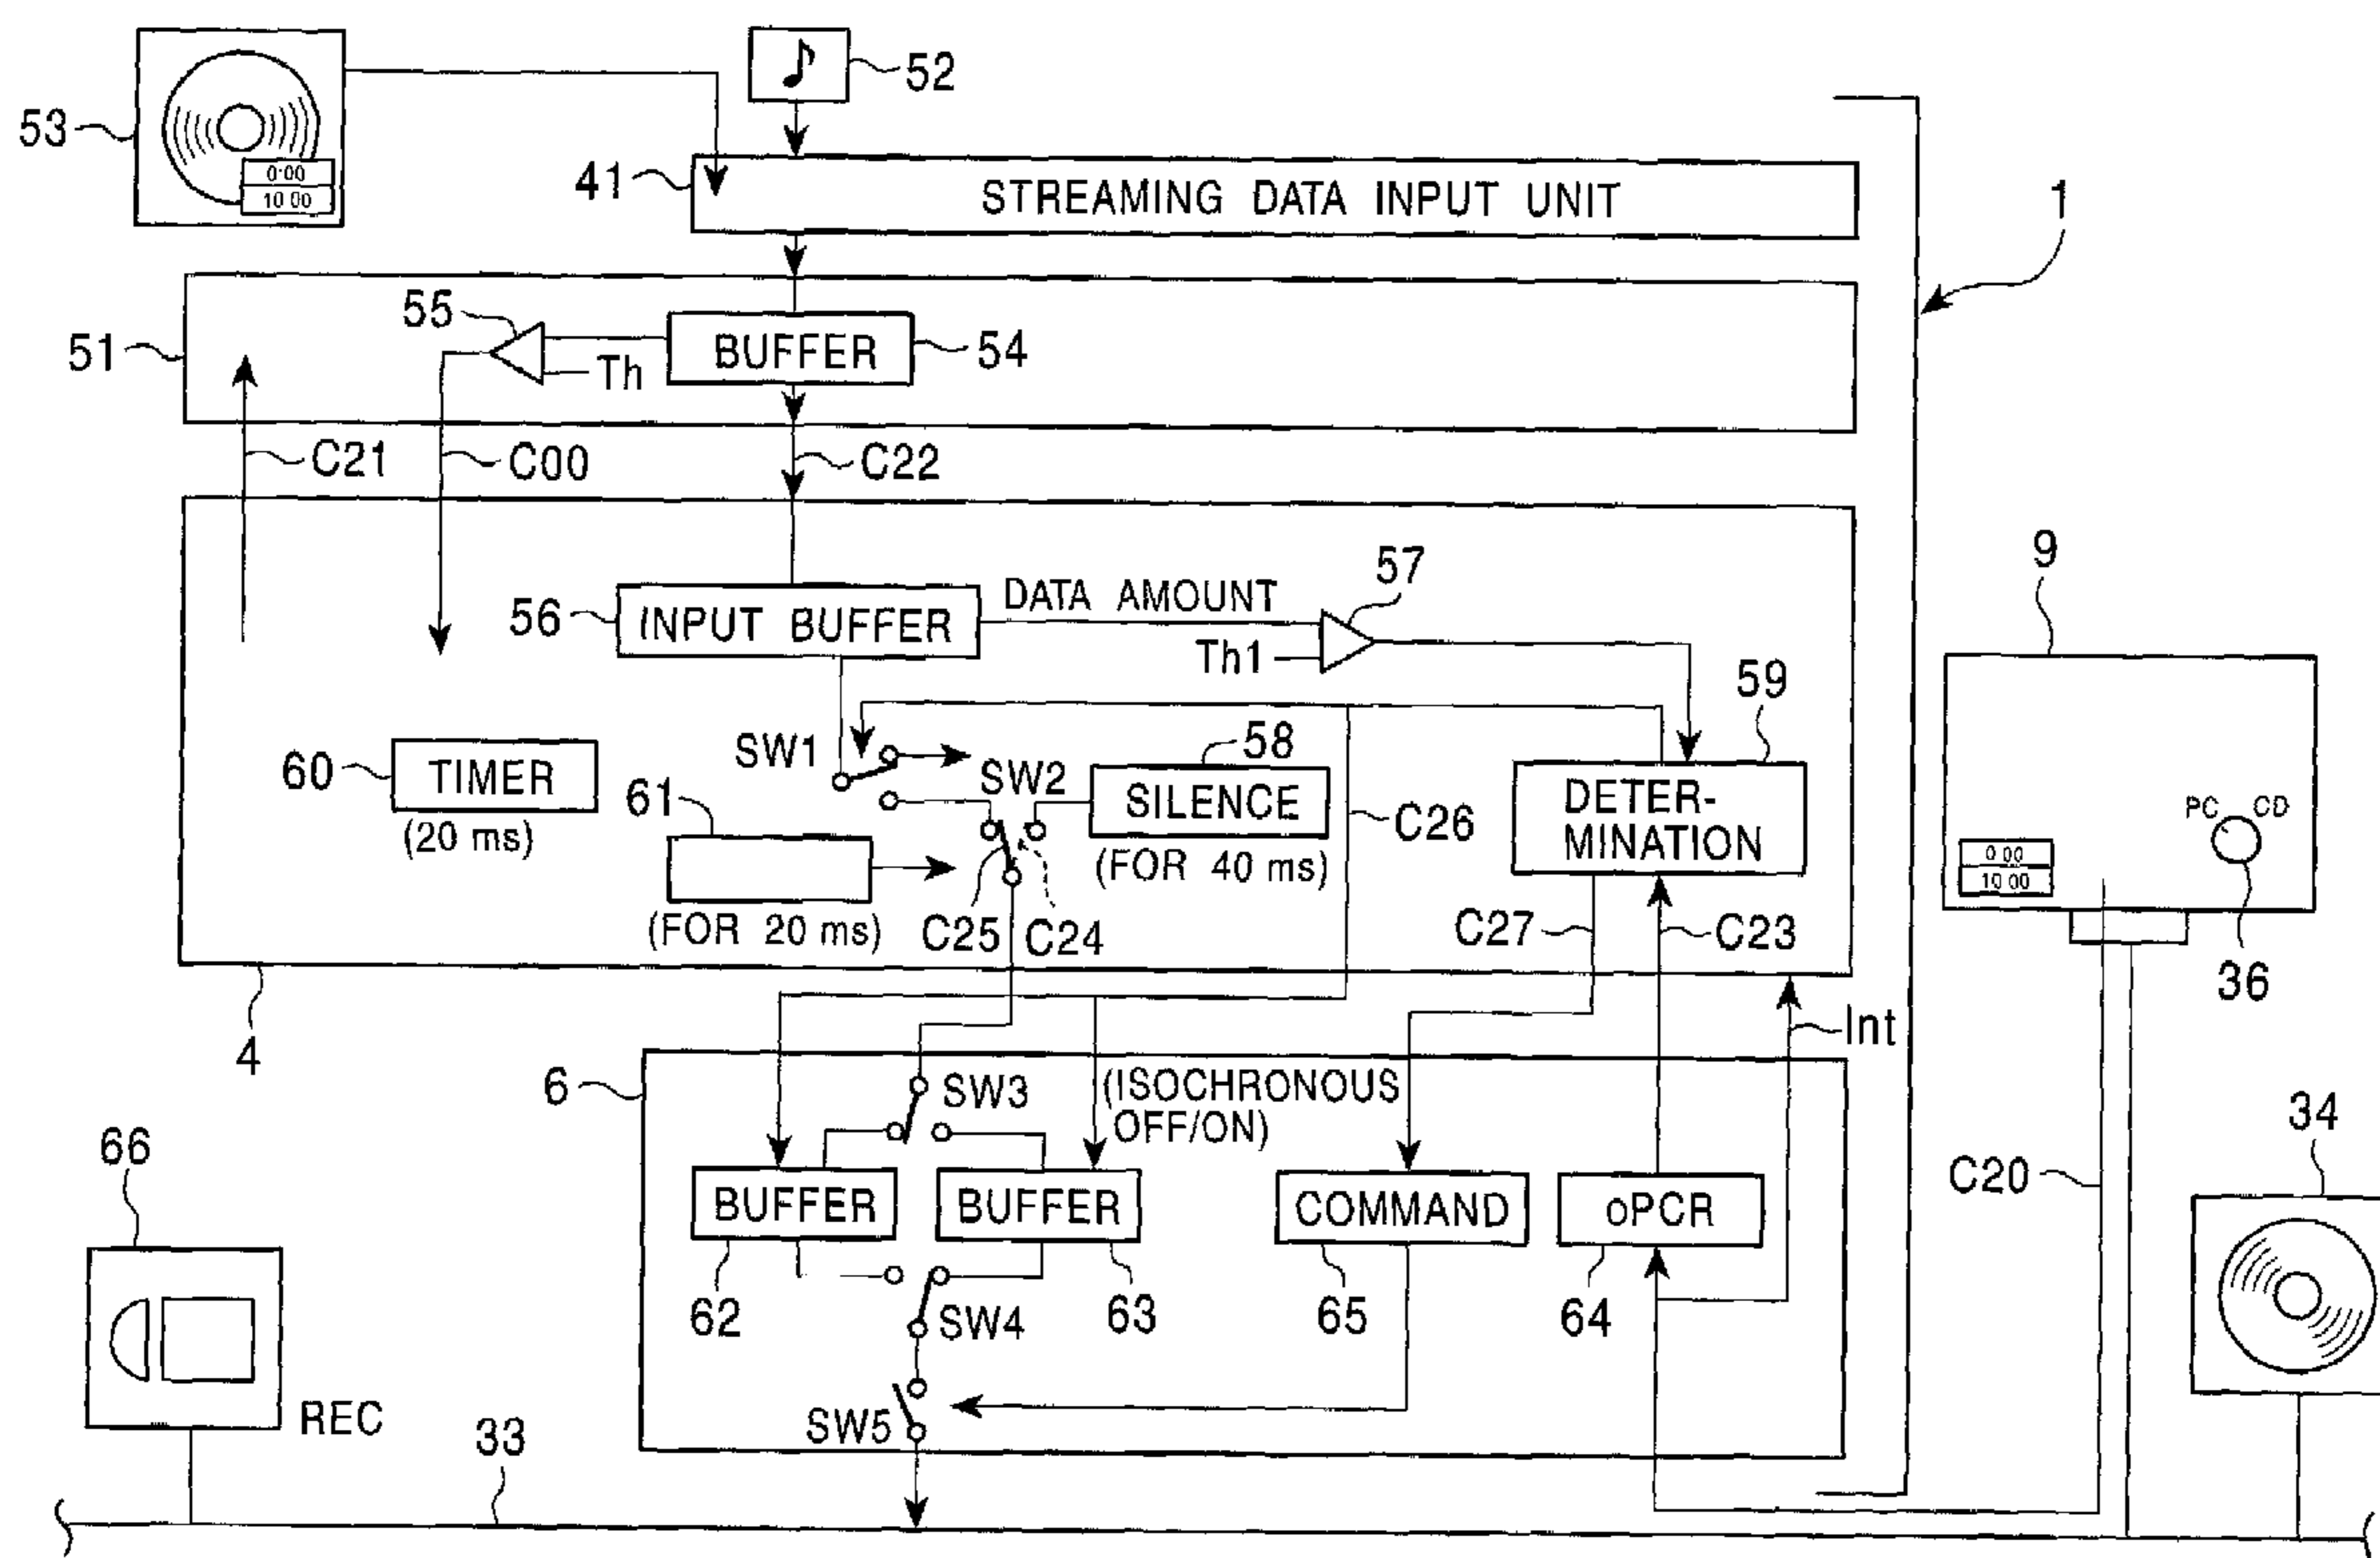 52
53
0:00
10 00
41
STREAMING DATA INPUT UNIT
1
55
51
Th
BUFFER
54
C21
C00
C22
9
57
DATA AMOUNT
56
INPUT BUFFER
Th1
59
58
SW1
60
TIMER
(20 ms)
SW2
SILENCE
(FOR 40 ms)
61
(FOR 20 ms)
C25
C24
C26
DETER-
MINATION
C27
C23
PC
CD
0 00
10 00
36
4
Int
6
SW3
(ISOCHRONOUS
OFF/ON)
34
66
BUFFER
BUFFER
COMMAND
oPCR
C20
62
SW4
63
65
64
REC
SW5
33